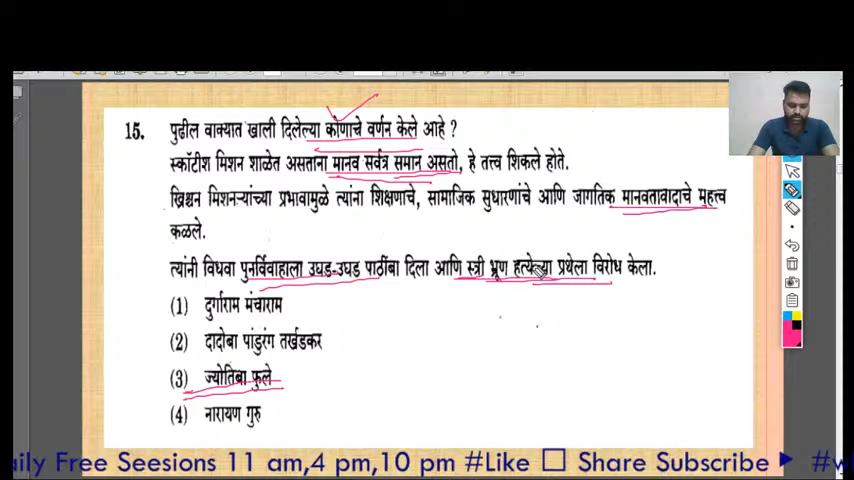 15. पुढील वाक्यात खाली दिलेल्या कोणाचे वर्णन केले आहे ?
स्कॉटीश मिशन शाळेत असताना मानव सर्वत्र समान असतो, हे तत्त्व शिकले होते.
ख्रिश्चन मिशनऱ्यांच्या प्रभावामुळे त्यांना शिक्षणाचे, सामाजिक सुधारणांचे आणि जागतिक मानवतावादाचे महत्त्व
कळले.
त्यांनी विधवा पुनर्विवाहाला उघड-उघड पाठींबा दिला आणि स्त्री भ्रूण हत्येच्या प्रथेला विरोध केला.
(1) दुर्गाराम मंचाराम
(2) दादोबा पांडुरंग तर्खडकर
(3) ज्योतिबा फुले
(4) नारायण गुरु
aily Free Seesions 11 am,4 pm,10 pm #Like ☐ Share Subscribe ▶ #w